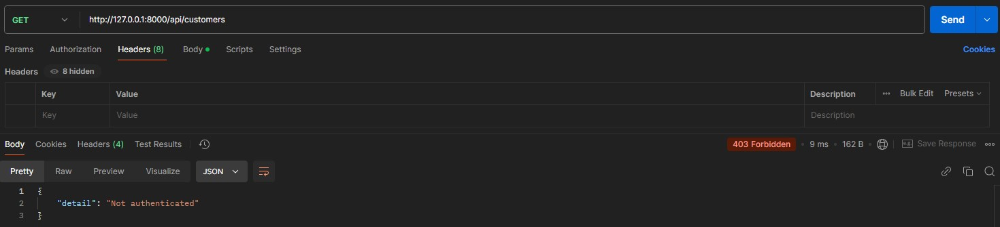 GET http://127.0.0.1:8000/api/customers Send
Params Authorization Headers (8) Body Scripts Settings Cookies
Headers 8 hidden
Key Value Description Bulk Edit Presets
Key Value Description
Body Cookies Headers (4) Test Results 403 Forbidden 9 ms 162 B e.g. Save Response
Pretty Raw Preview Visualize JSON
1 {
2 "detail": "Not authenticated"
3 }